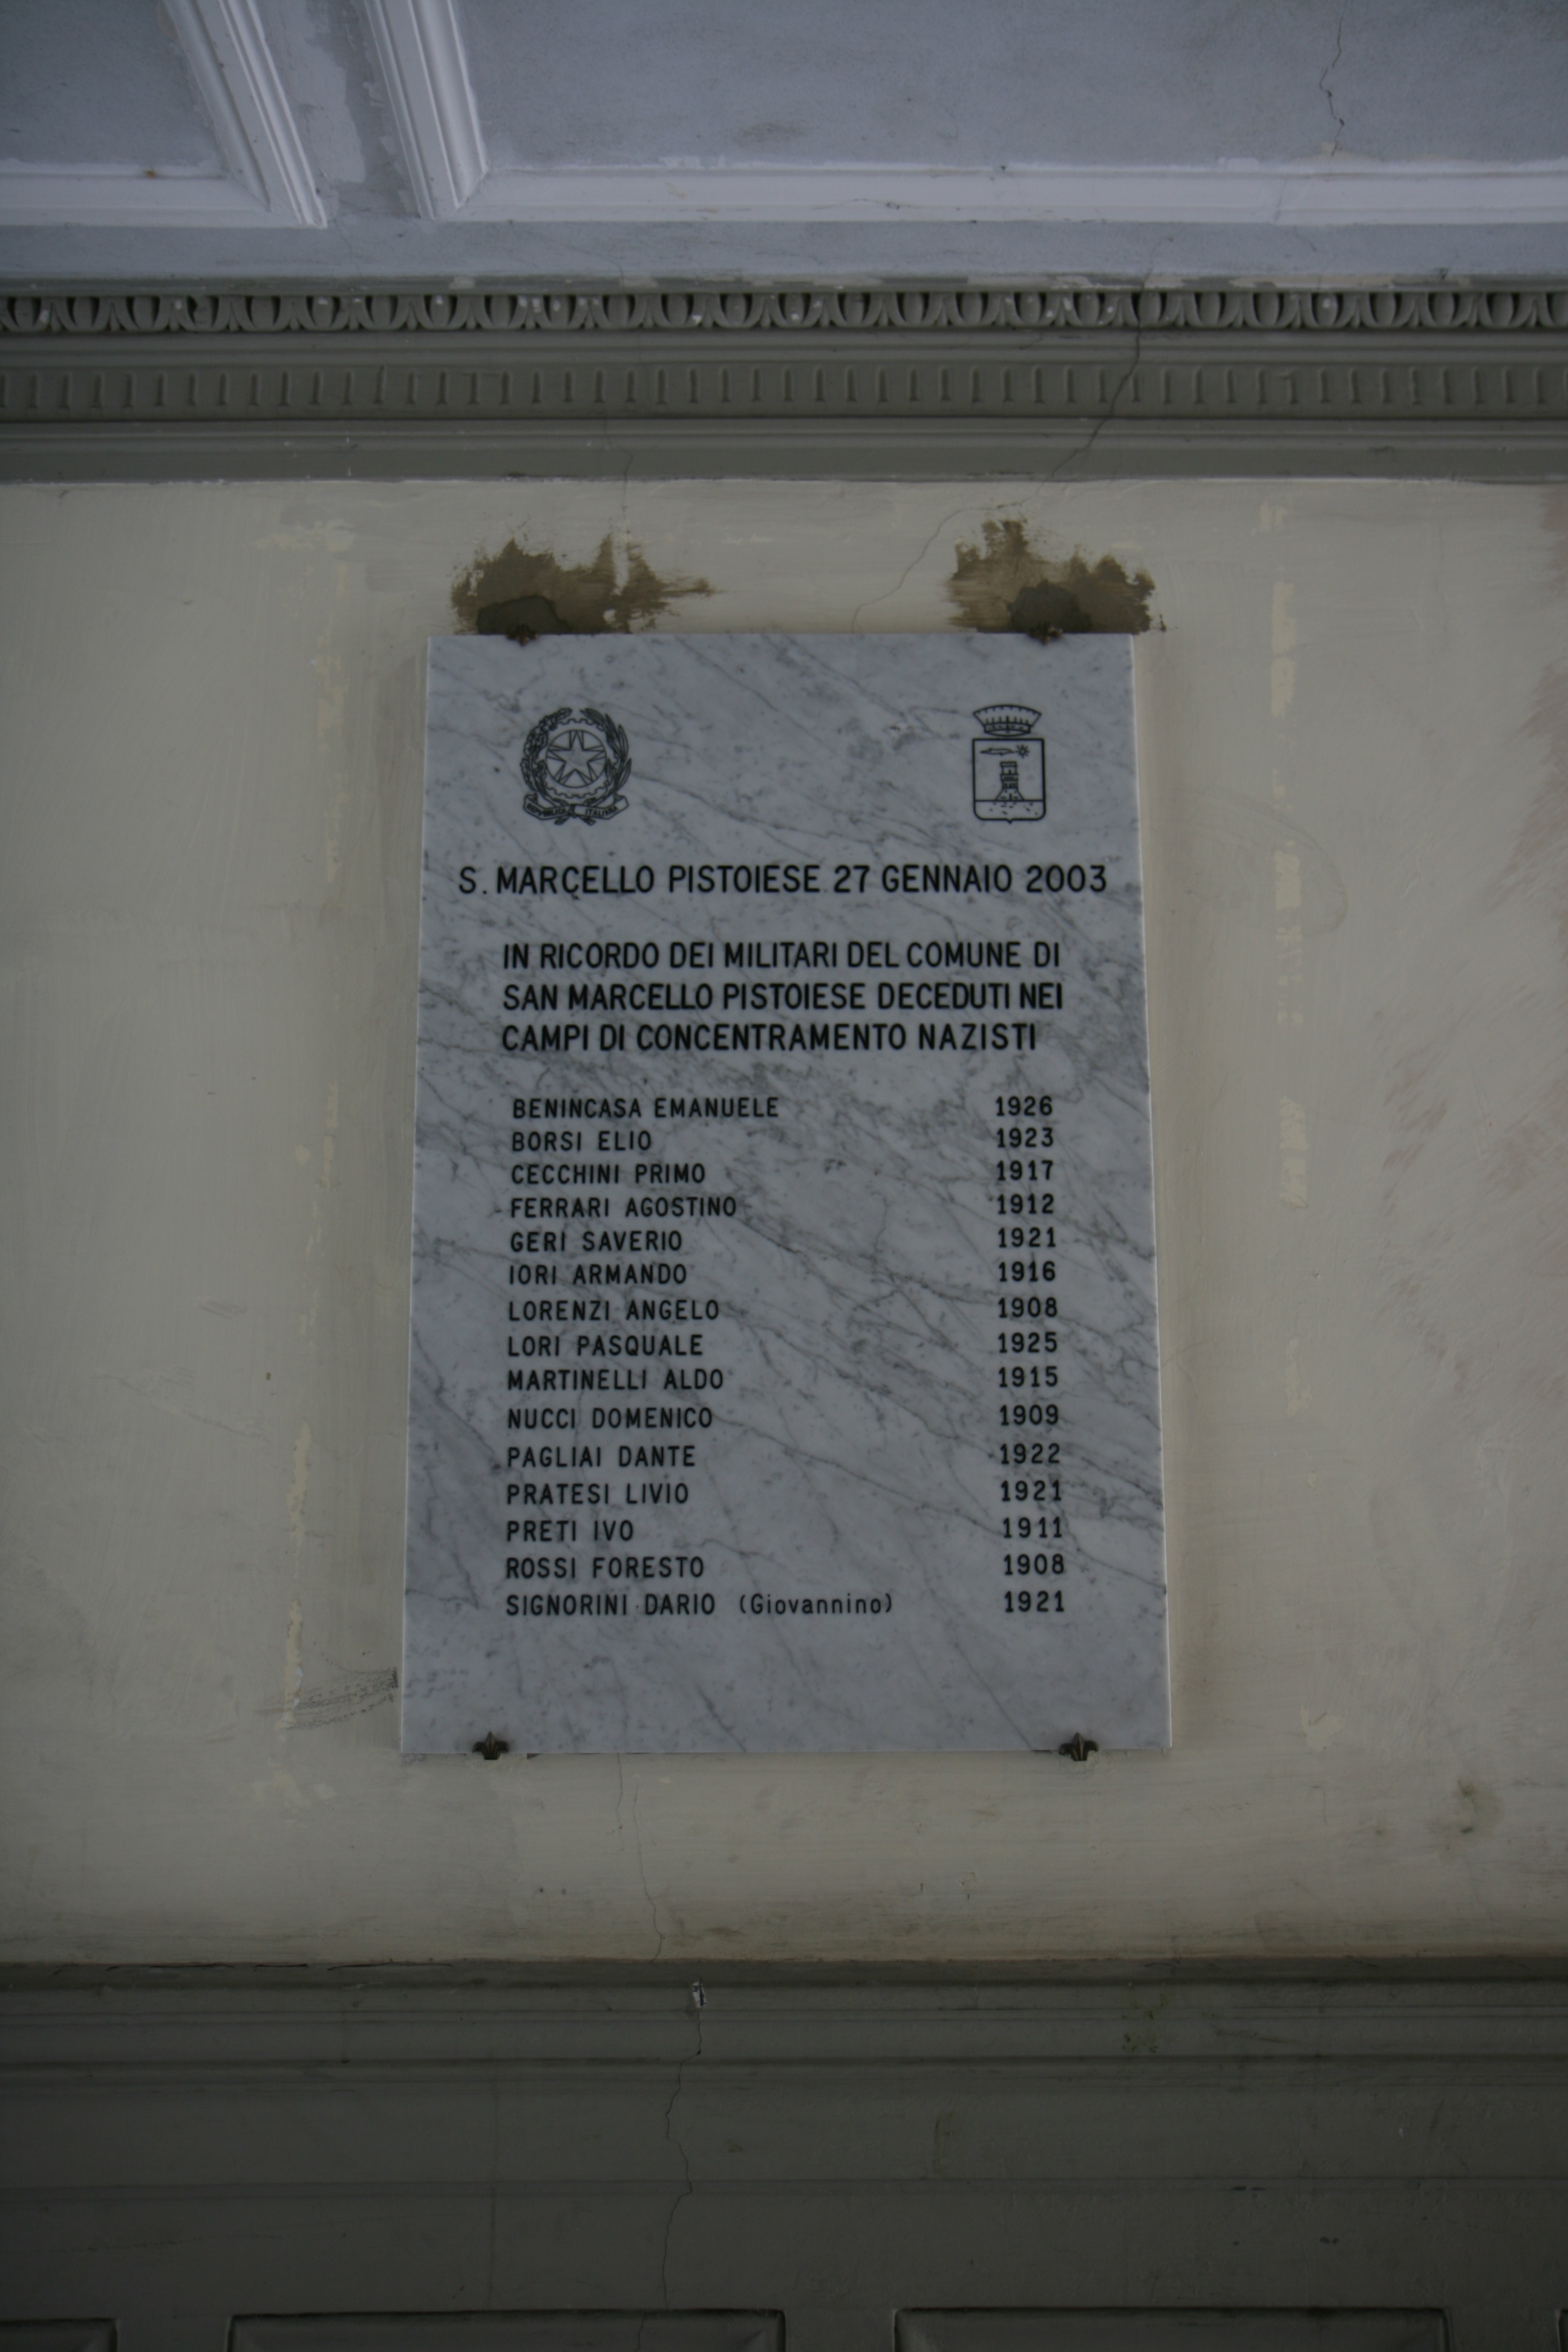 REPUBBLICA ITALIANA
S. MARCELLO PISTOIESE 27 GENNAIO 2003
IN RICORDO DEI MILITARI DEL COMUNE DI
SAN MARCELLO PISTOIESE DECEDUTI NEI
CAMPI DI CONCENTRAMENTO NAZISTI
BENINCASA EMANUELE 1926
BORSI ELIO 1923
CECCHINI PRIMO 1917
FERRARI AGOSTINO 1912
GERI SAVERIO 1921
IORI ARMANDO 1916
LORENZI ANGELO 1908
LORI PASQUALE 1925
MARTINELLI ALDO 1915
NUCCI DOMENICO 1909
PAGLIAI DANTE 1922
PRATESI LIVIO 1921
PRETI IVO 1911
ROSSI FORESTO 1908
SIGNORINI DARIO (Giovannino) 1921